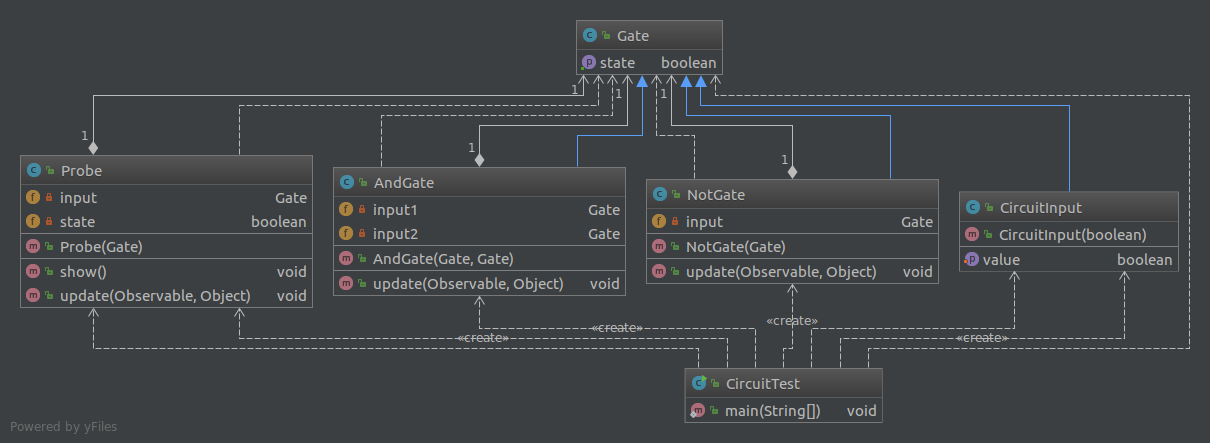 Gate
state boolean
1 1 1
1
1
1
Probe
input Gate
state boolean
Probe(Gate)
show() void
update(Observable, Object) void
AndGate
input1 Gate
input2 Gate
AndGate(Gate, Gate)
update(Observable, Object) void
NotGate
input Gate
NotGate(Gate)
update(Observable, Object) void
CircuitInput
CircuitInput(boolean)
value boolean
«create»
«create»
«create»
«create»
CircuitTest
main(String[]) void
Powered by yFiles